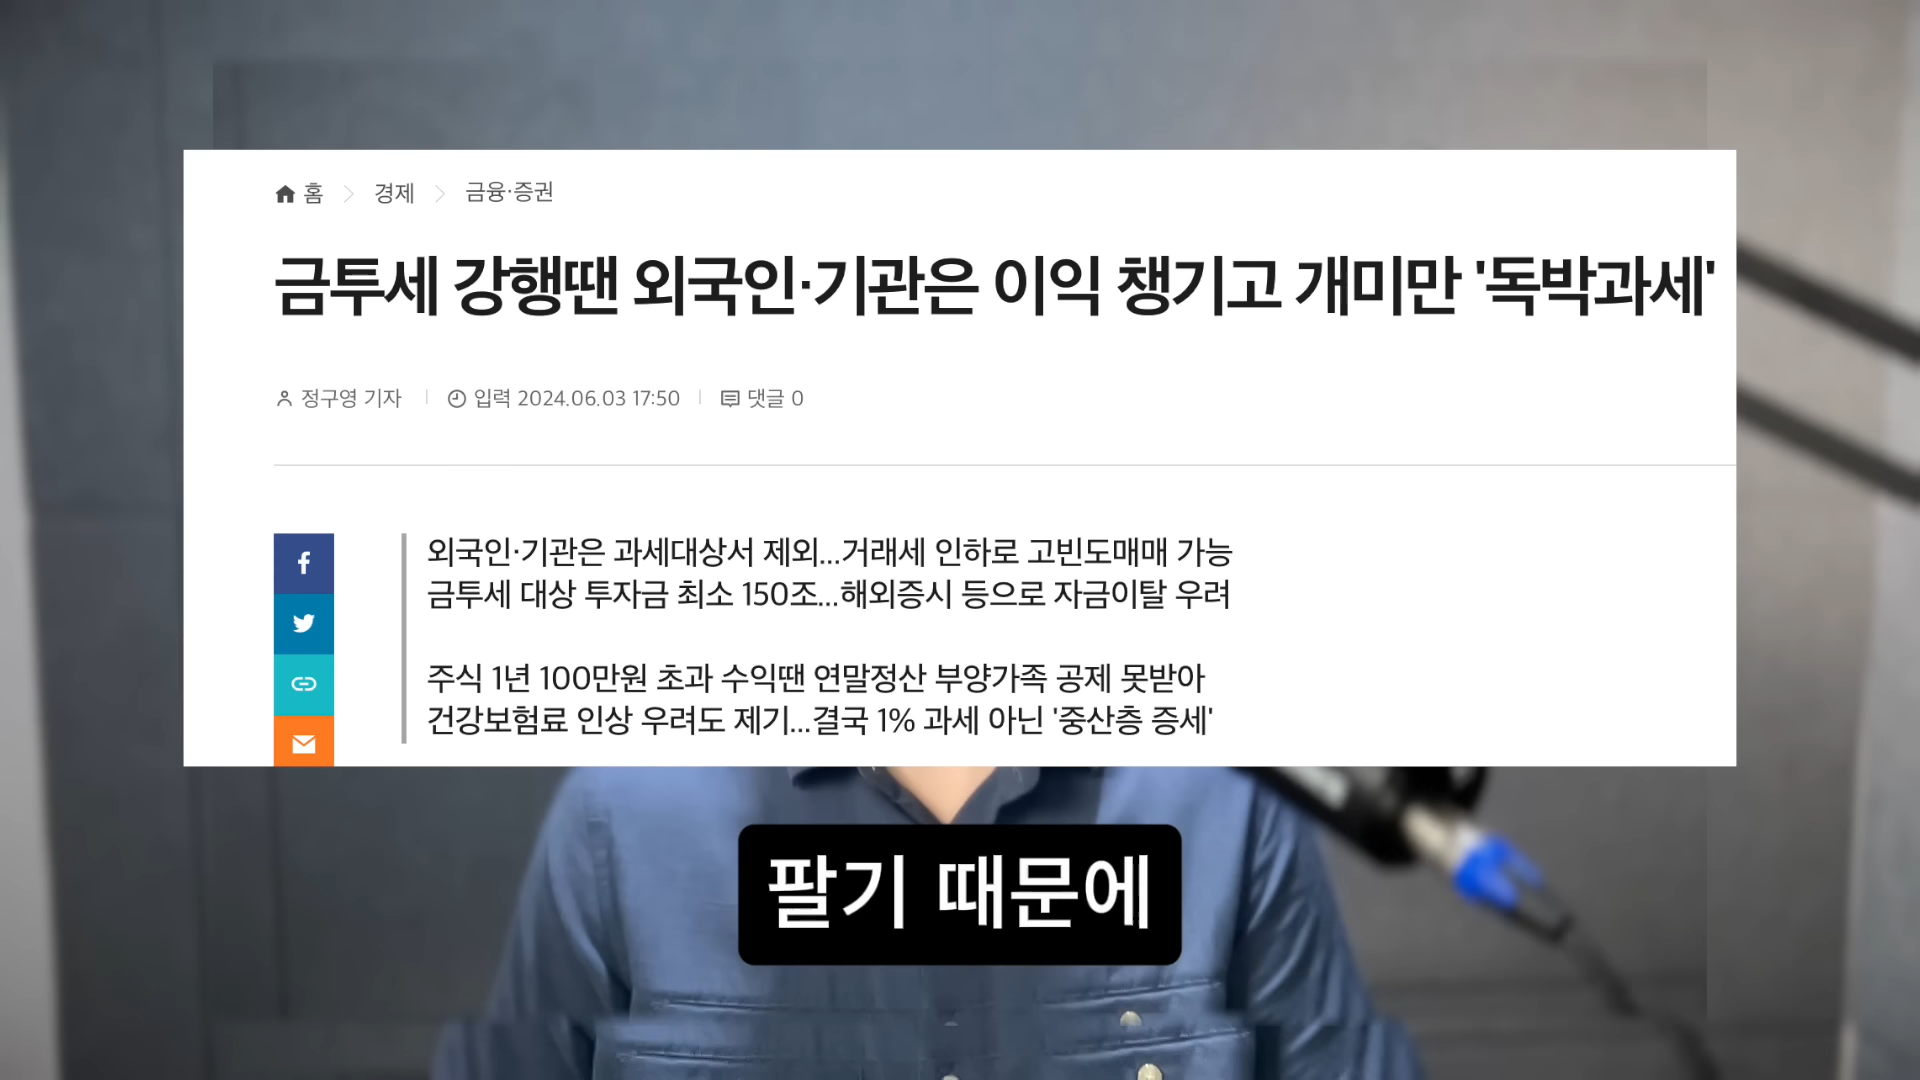 홈 > 경제 > 금융·증권
금투세 강행땐 외국인·기관은 이익 챙기고 개미만 '독박과세'
정구영 기자 | 입력 2024.06.03 17:50 | 댓글 0
외국인·기관은 과세대상서 제외...거래세 인하로 고빈도매매 가능
금투세 대상 투자금 최소 150조...해외증시 등으로 자금이탈 우려
주식 1년 100만원 초과 수익땐 연말정산 부양가족 공제 못받아
건강보험료 인상 우려도 제기...결국 1% 과세 아닌 '중산층 증세'
팔기 때문에